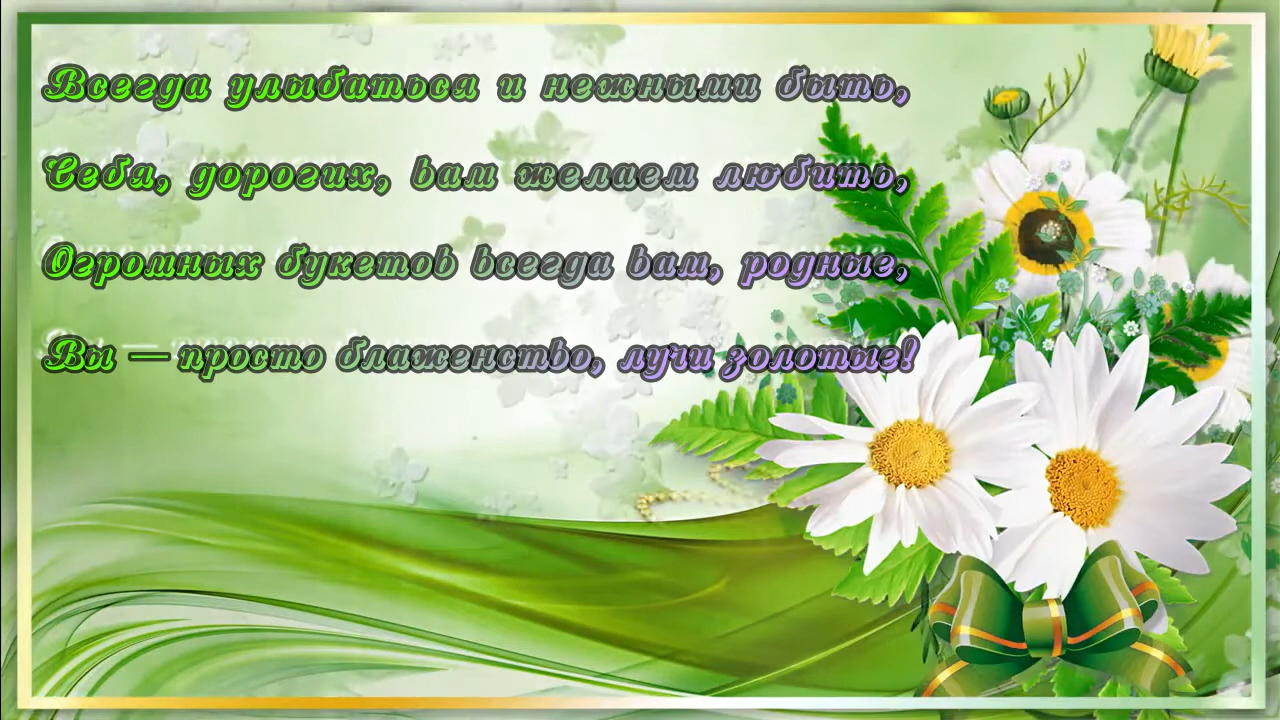 Всегда улыбаться и нежными быть,
Себя, дорогих, вам желаем любить,
Огромных букетов всегда вам, родные,
Вы — просто блаженство, лучи золотые!